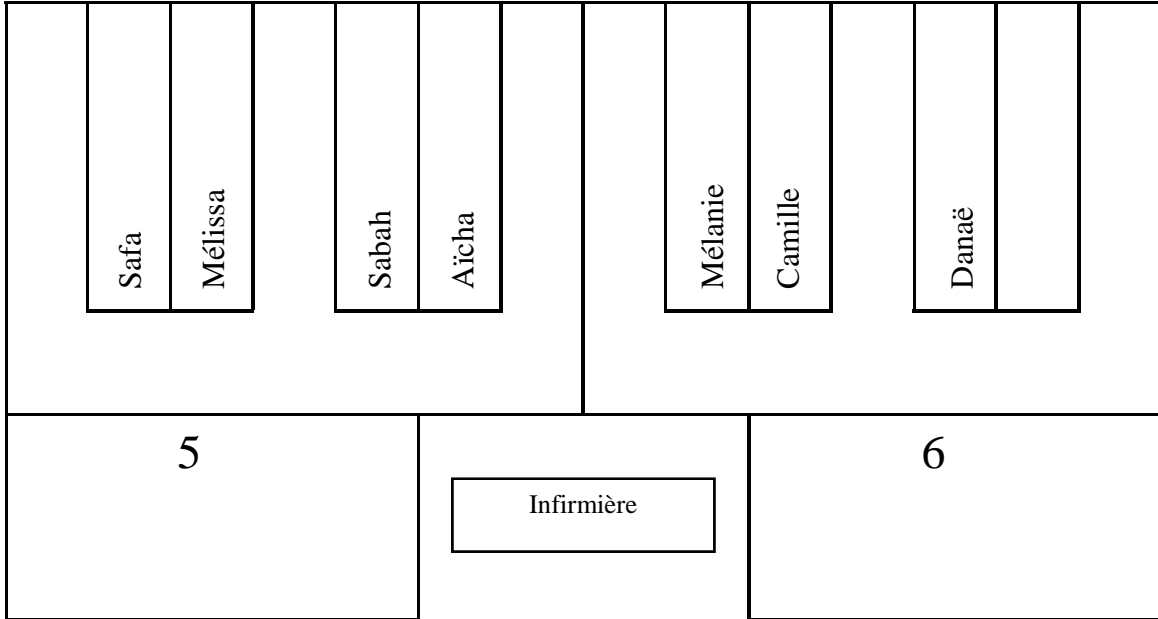 Safa
Mélissa
Sabah
Aïcha
Mélanie
Camille
Danaë
5
6
Infirmière